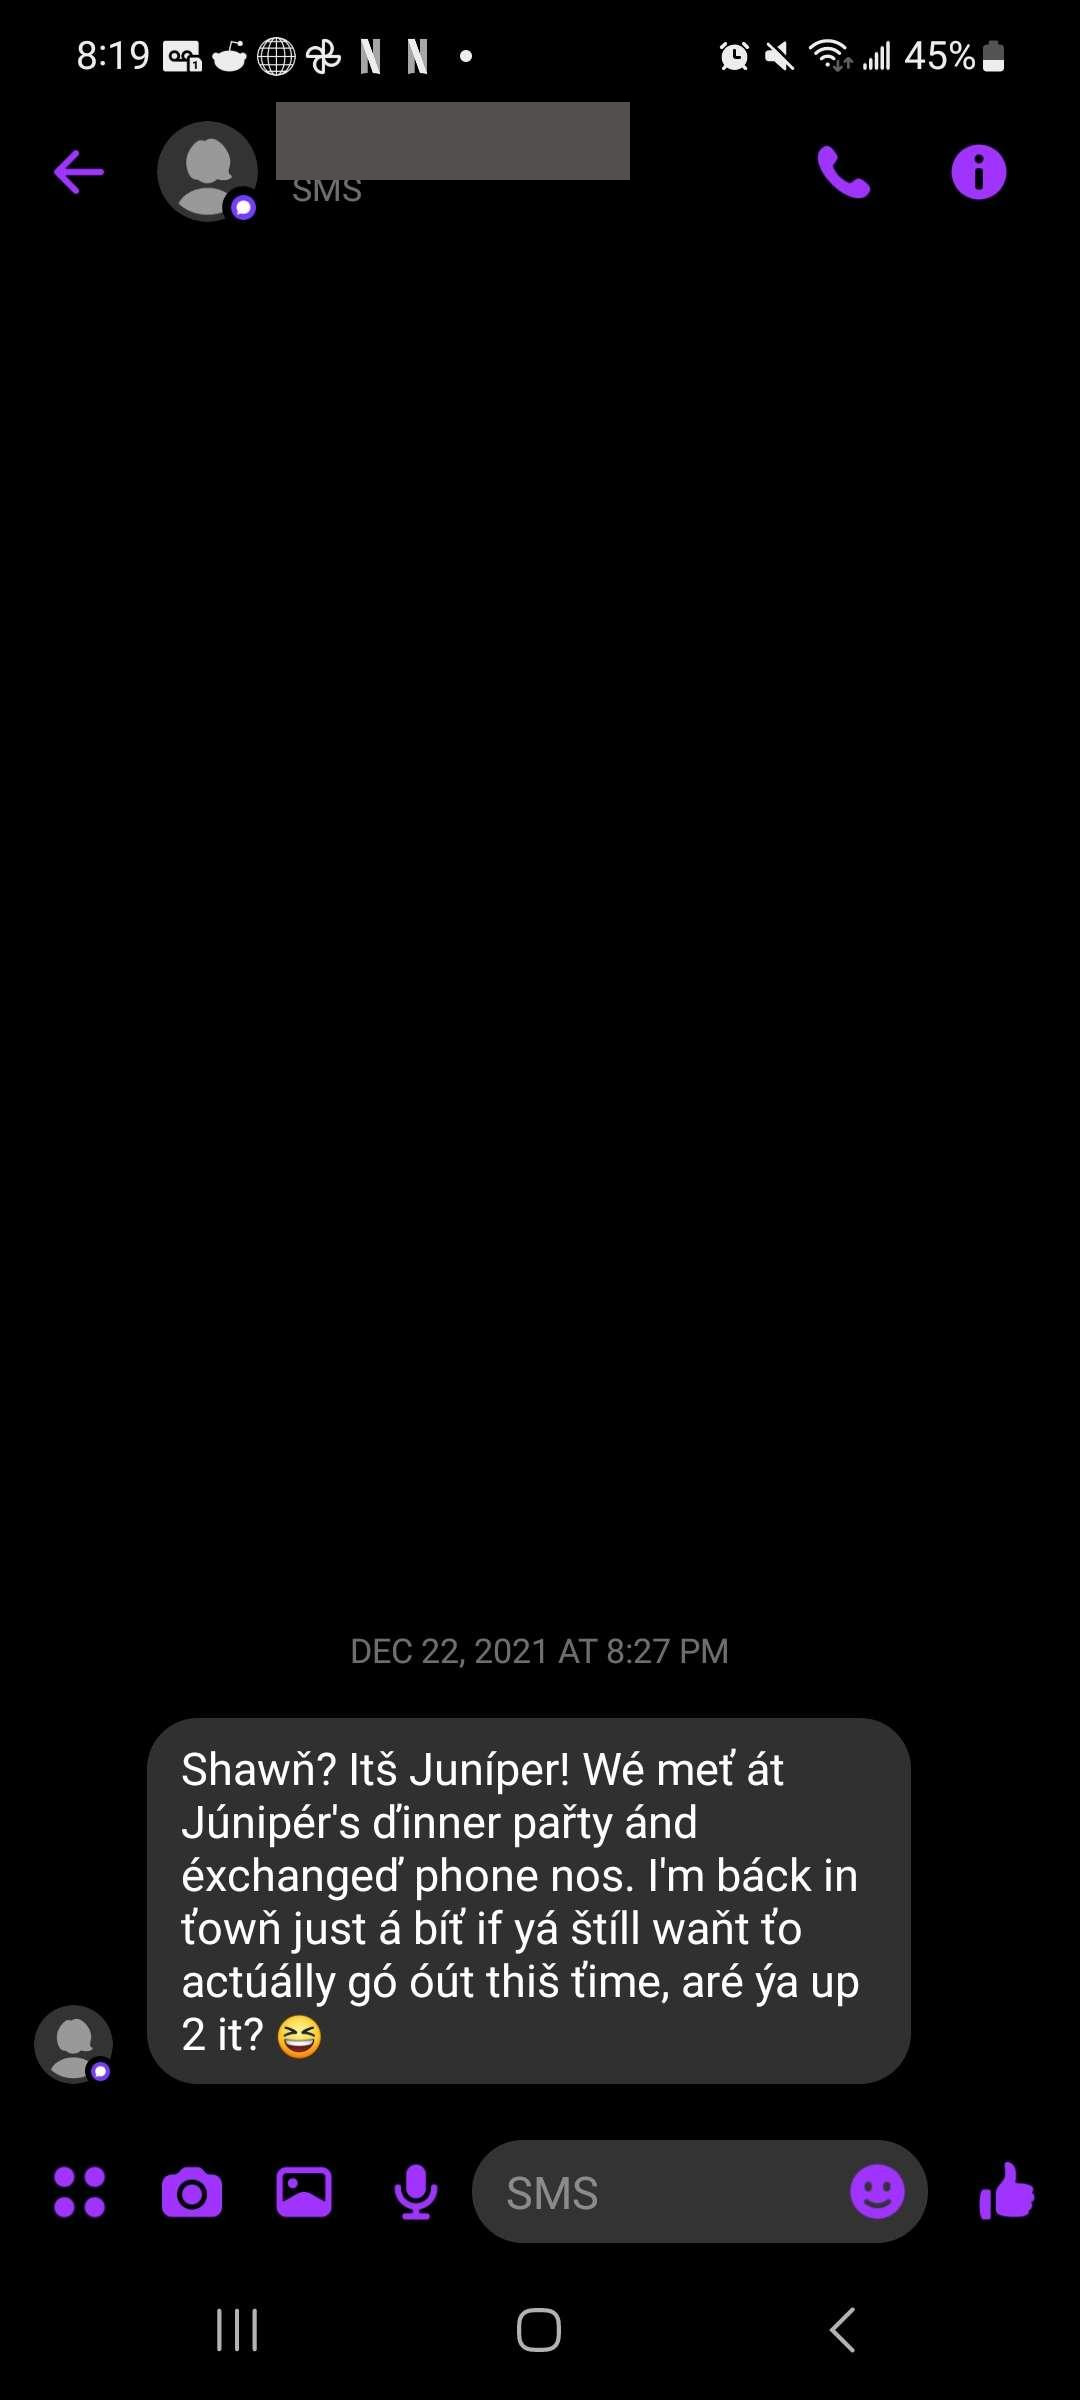 8:19
45%
SMS
DEC 22, 2021 AT 8:27 PM
Shawň? Itš Juníper! Wé meť át
Júnipér's ďinner pařty ánd
éxchangeď phone nos. I'm báck in
ťowň just á bíť if yá štíll waňt ťo
actúálly gó óút thiš ťime, aré ýa up
2 it? 😆
SMS